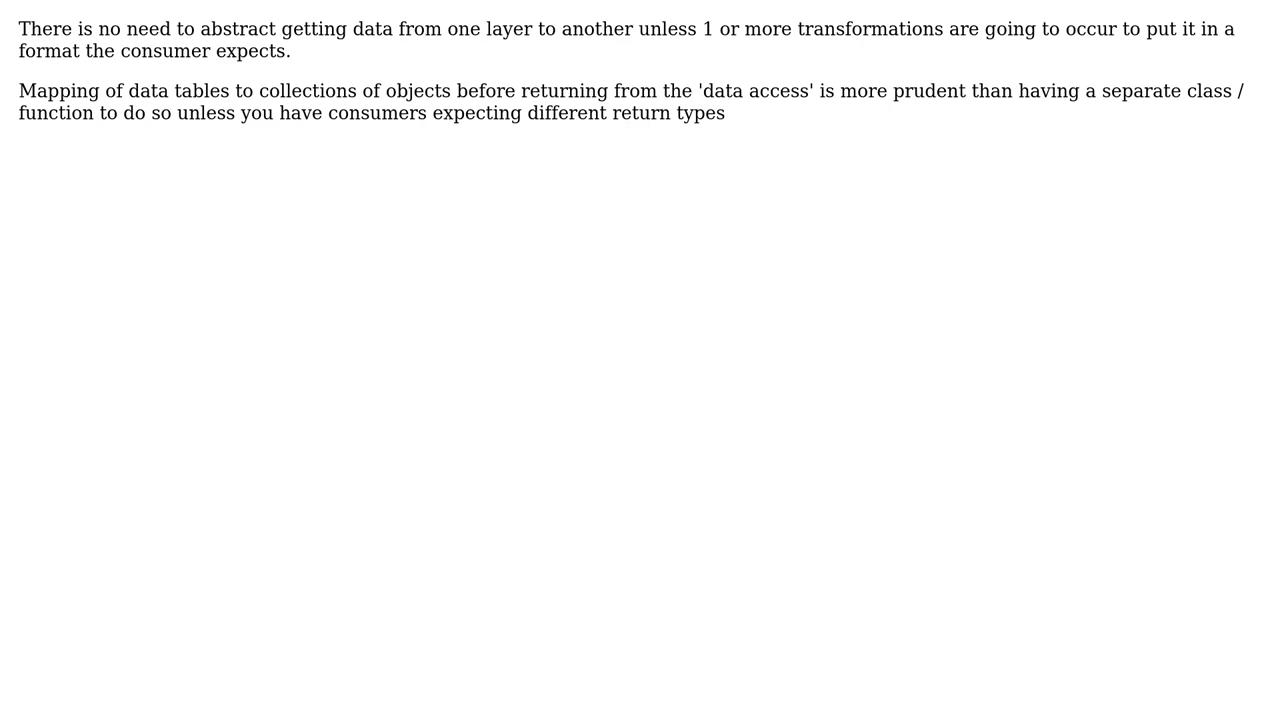 There is no need to abstract getting data from one layer to another unless 1 or more transformations are going to occur to put it in a
format the consumer expects.
Mapping of data tables to collections of objects before returning from the 'data access' is more prudent than having a separate class /
function to do so unless you have consumers expecting different return types